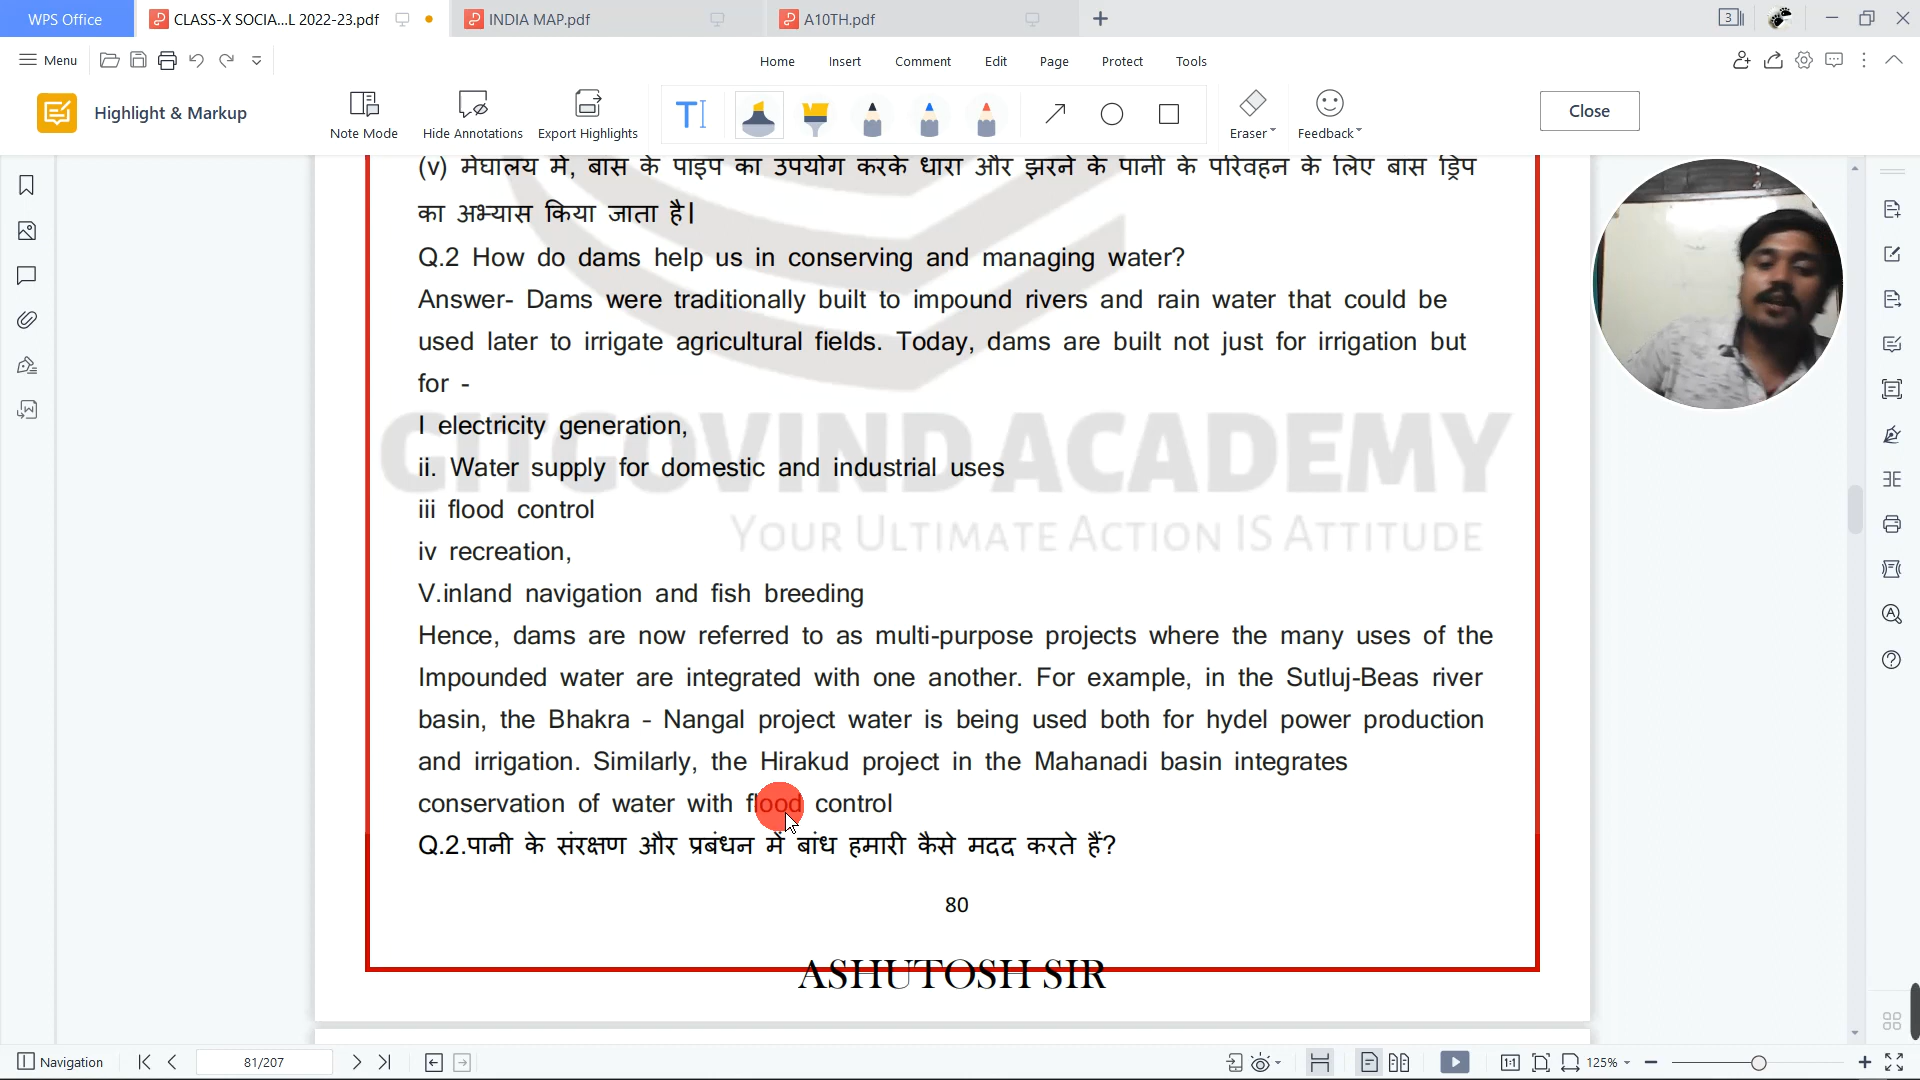 WPS Office
CLASS-X SOCIA...L 2022-23.pdf
INDIA MAP.pdf
A10TH.pdf
3
Menu
Home Insert Comment Edit Page Protect Tools
Highlight & Markup
Note Mode
Hide Annotations
Export Highlights
Eraser
Feedback
Close
(v) मेघालय में, बांस के पाइप का उपयोग करके धारा और झरने के पानी के परिवहन के लिए बांस ड्रिप
का अभ्यास किया जाता है|
Q.2 How do dams help us in conserving and managing water?
Answer- Dams were traditionally built to impound rivers and rain water that could be
used later to irrigate agricultural fields. Today, dams are built not just for irrigation but
for -
I electricity generation,
ii. Water supply for domestic and industrial uses
iii flood control
iv recreation,
V.inland navigation and fish breeding
Hence, dams are now referred to as multi-purpose projects where the many uses of the
Impounded water are integrated with one another. For example, in the Sutluj-Beas river
basin, the Bhakra – Nangal project water is being used both for hydel power production
and irrigation. Similarly, the Hirakud project in the Mahanadi basin integrates
conservation of water with flood control
Q.2.पानी के संरक्षण और प्रबंधन में बांध हमारी कैसे मदद करते हैं?
GITGOVIND ACADEMY
YOUR ULTIMATE ACTION IS ATTITUDE
80
ASHUTOSH SIR
Navigation
81/207
1:1
125%